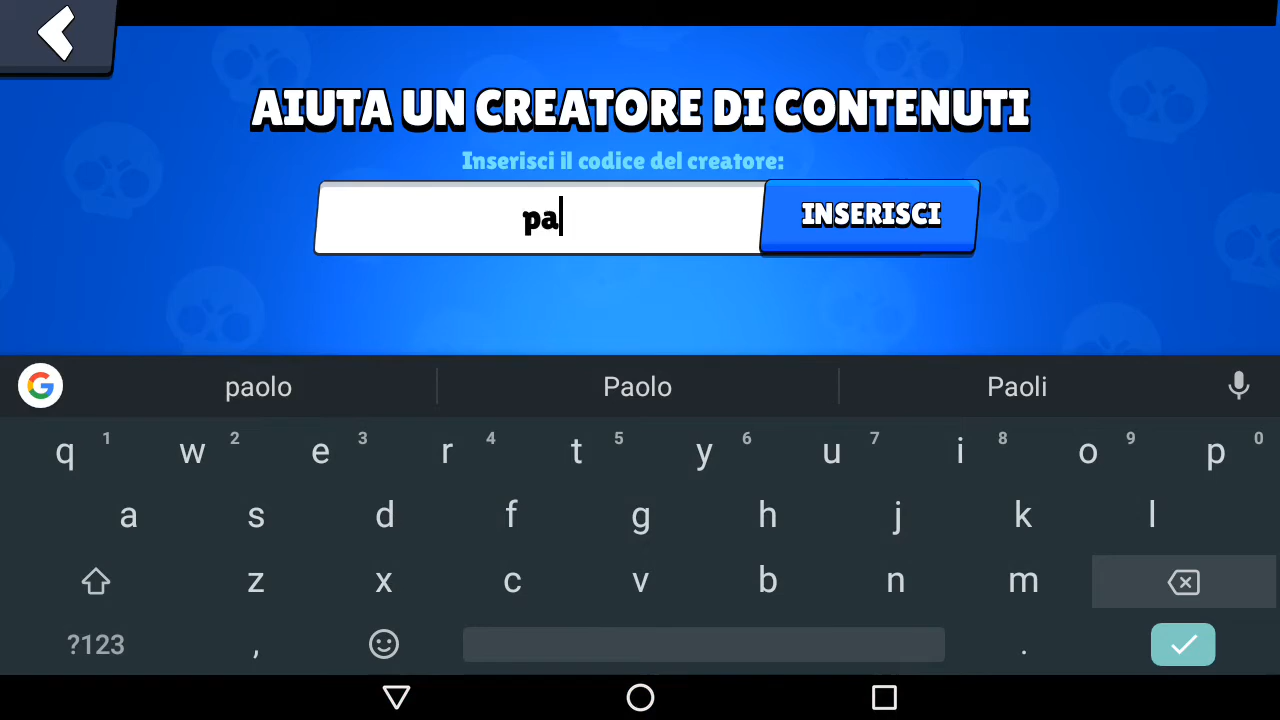 AIUTA UN CREATORE DI CONTENUTI
Inserisci il codice del creatore:
pa INSERISCI
G paolo Paolo Paoli
q 1 w 2 e 3 r 4 t 5 y 6 u 7 i 8 o 9 p 0
a s d f g h j k l
z x c v b n m
?123 , .